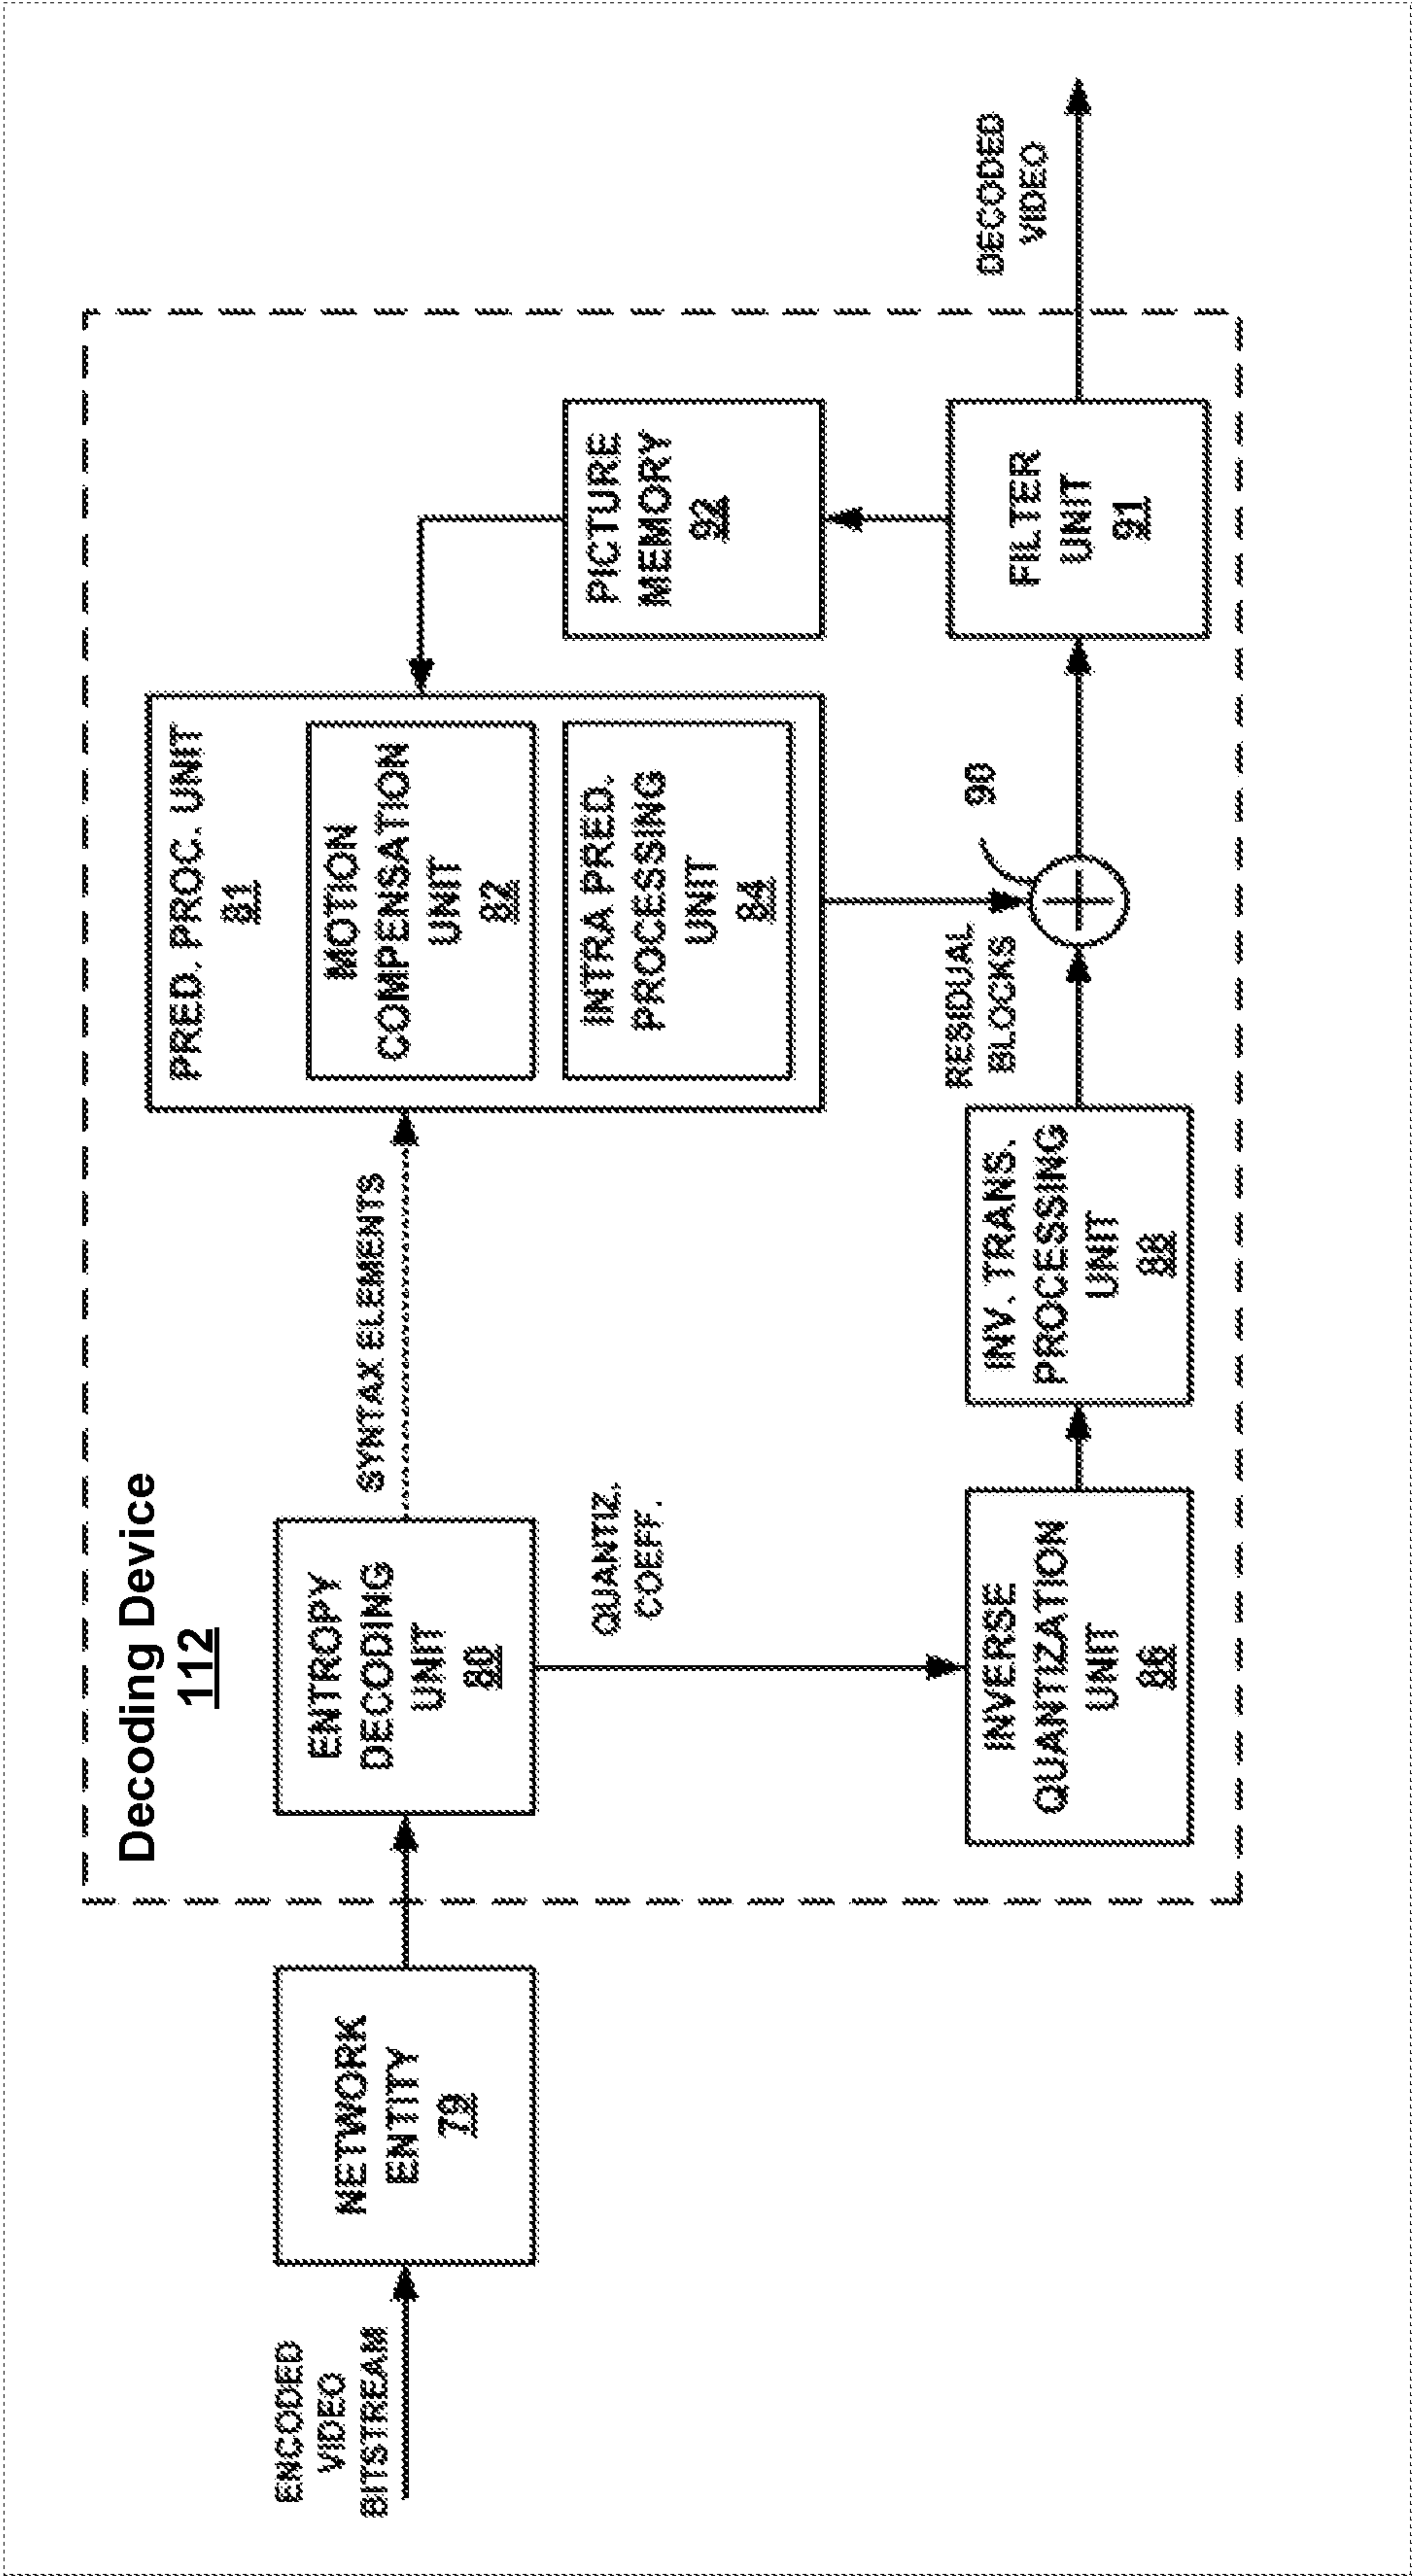 Decoding Device
112
ENCODED
VIDEO
BITSTREAM
NETWORK
ENTITY
79
ENTROPY
DECODING
UNIT
80
SYNTAX ELEMENTS
QUANTIZ.
COEFF.
PRED. PROC. UNIT
81
MOTION
COMPENSATION
UNIT
82
INTRA PRED.
PROCESSING
UNIT
84
PICTURE
MEMORY
92
INVERSE
QUANTIZATION
UNIT
86
INV. TRANS.
PROCESSING
UNIT
88
RESIDUAL
BLOCKS
90
FILTER
UNIT
91
DECODED
VIDEO